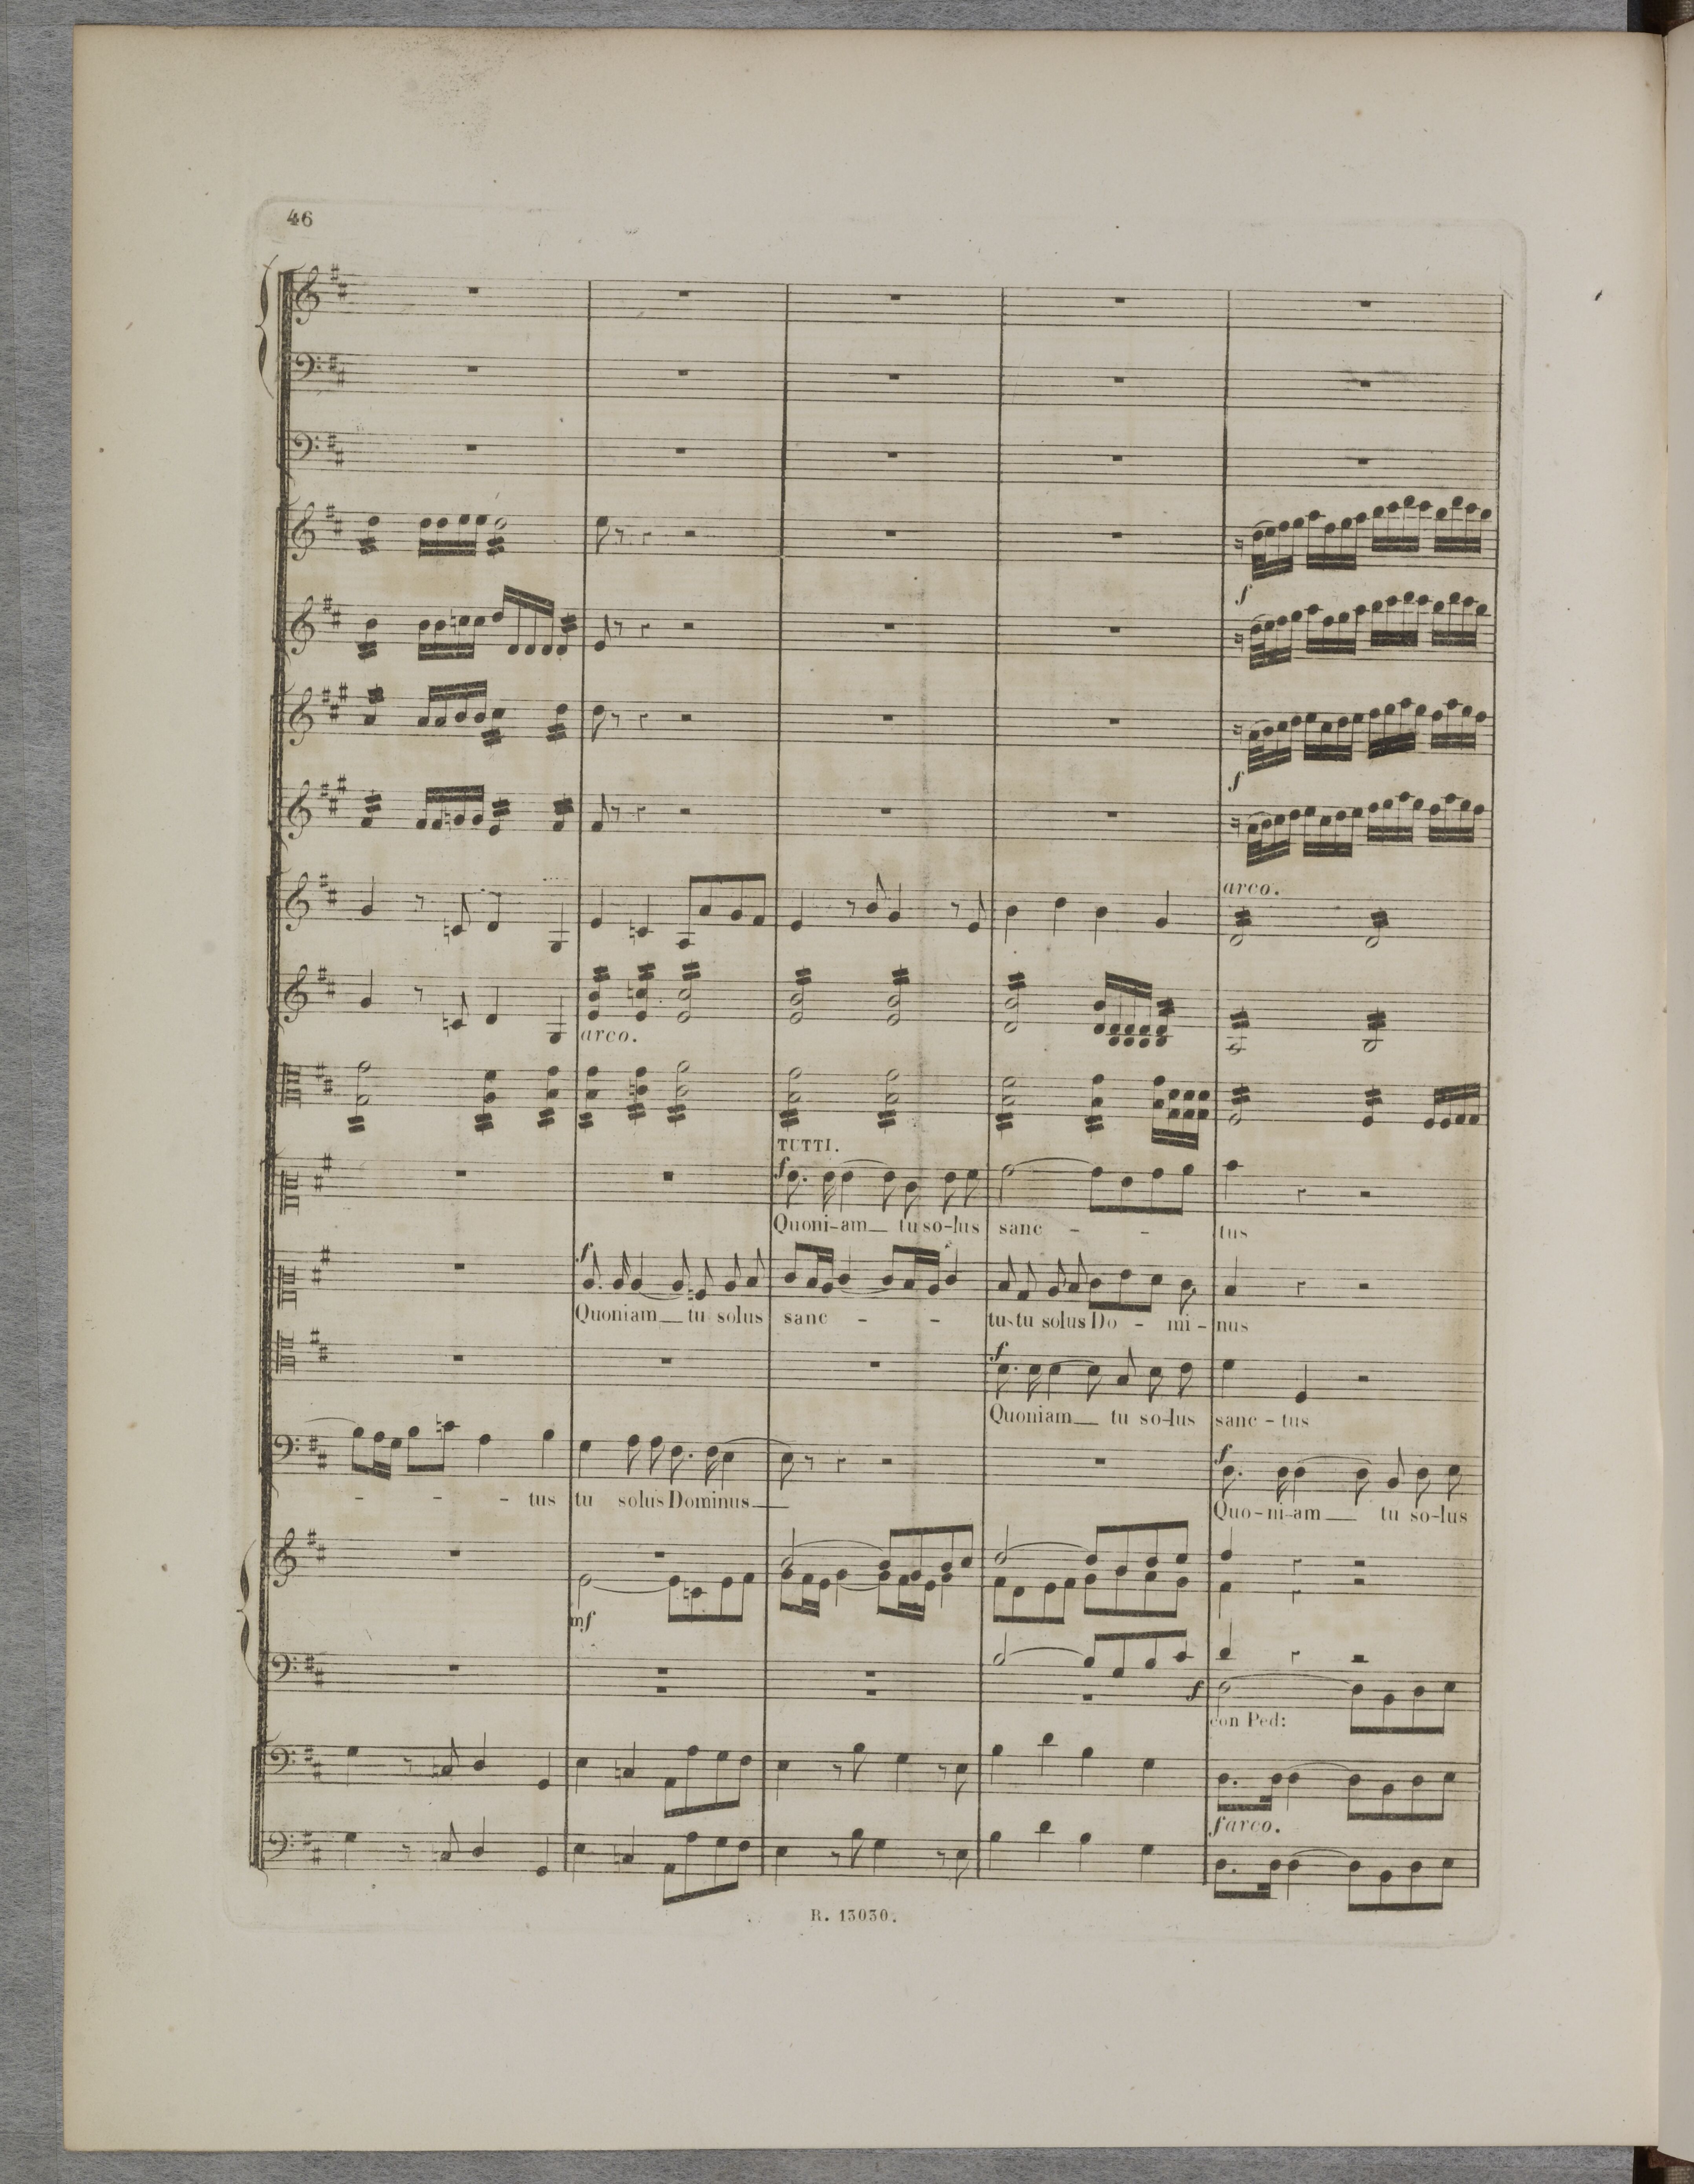 46
f
f
arco.
arco.
TUTTI.
f
Quoni-am tu so-lus sanc - - tus
f
Quoniam tu solus sanc - - tus tu solus Do - mi - nus
f
Quoniam tu so-lus sanc - tus
f
- - - tus tu solus Dominus Quo-ni-am tu so-lus
mf
f
con Ped:
f arco.
R. 13030.